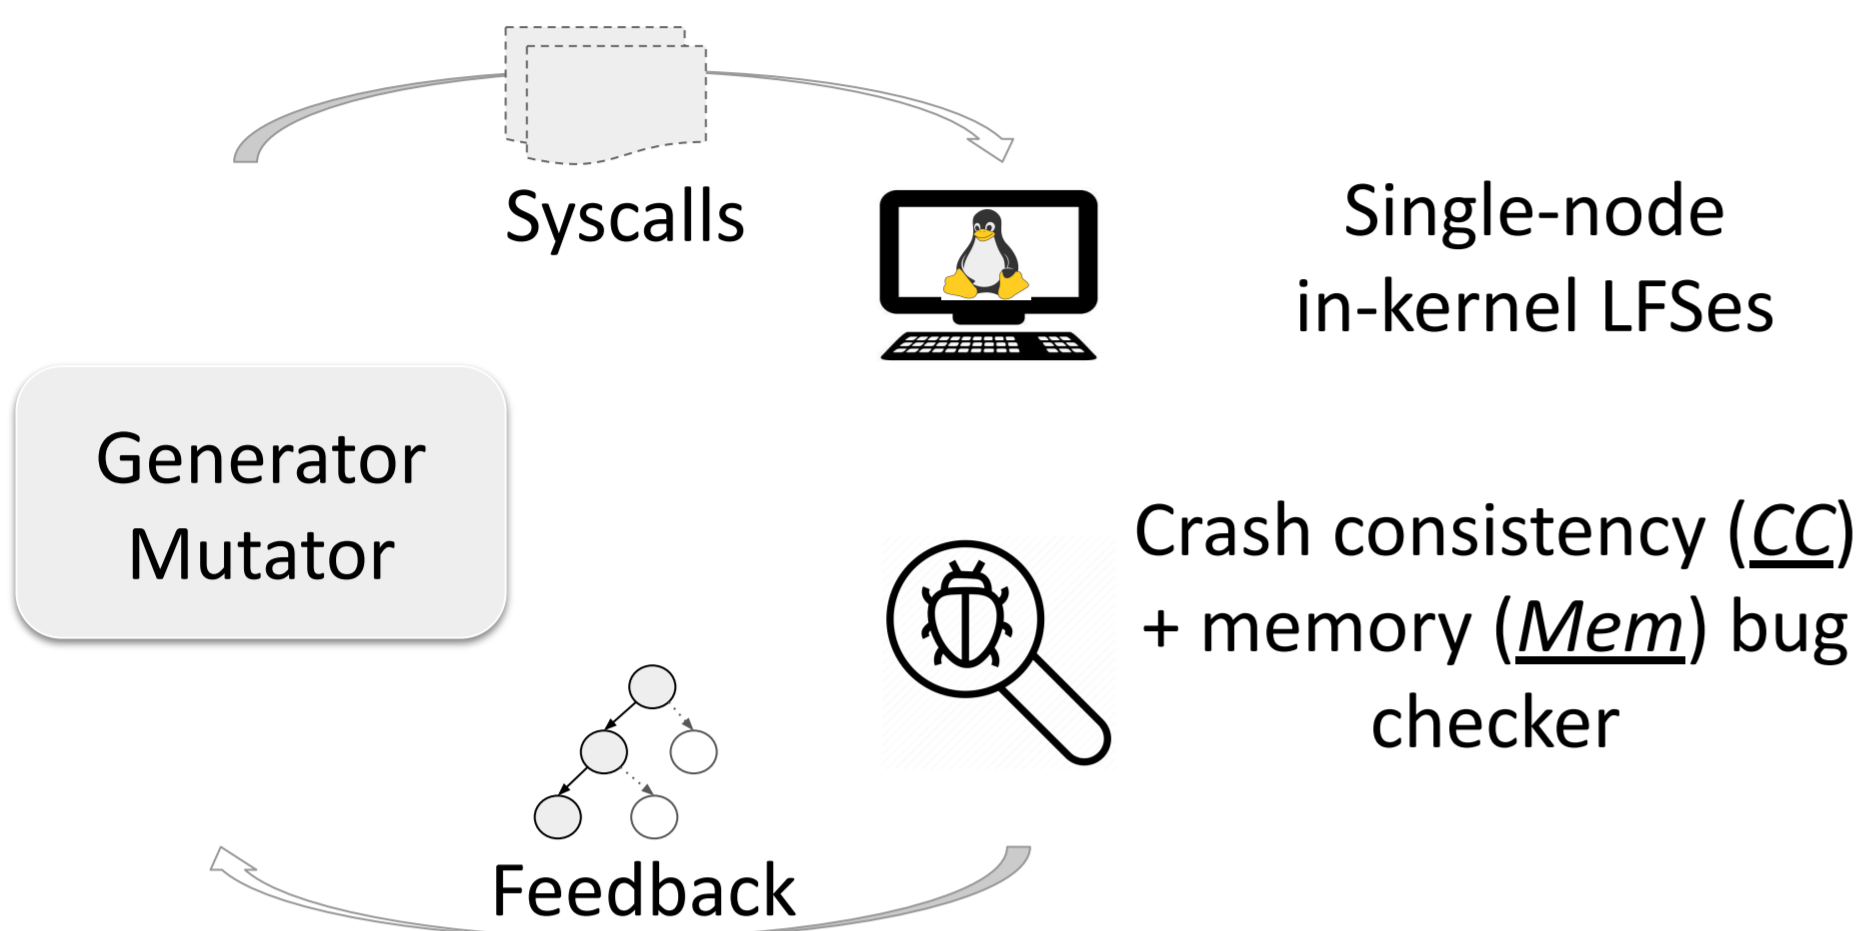 Syscalls
Single-node
in-kernel LFSes
Generator
Mutator
Crash consistency (CC)
+ memory (Mem) bug
checker
Feedback